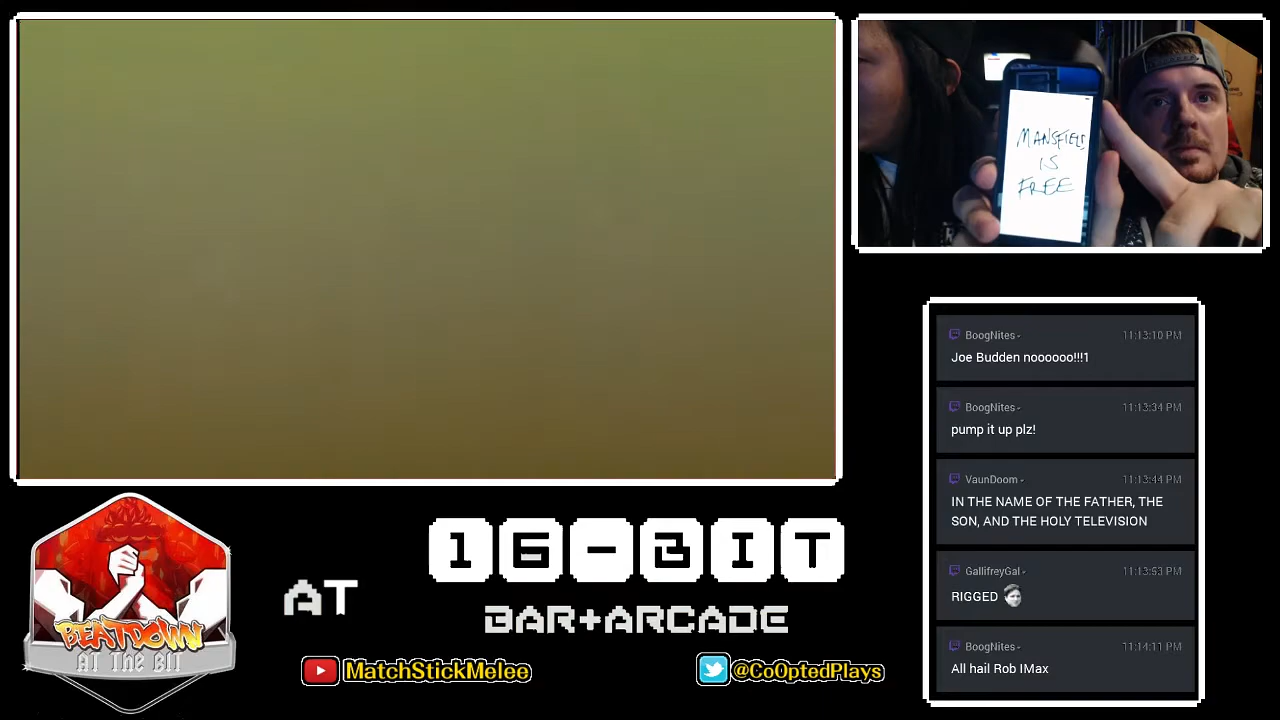 MANSFIELD
IS
FREE
BoogNites- 11:13:10 PM
Joe Budden noooooo!!!1
BoogNites- 11:13:34 PM
pump it up plz!
VaunDoom- 11:13:44 PM
IN THE NAME OF THE FATHER, THE
SON, AND THE HOLY TELEVISION
GallifreyGal- 11:13:53 PM
RIGGED
BoogNites- 11:14:11 PM
All hail Rob IMax
BEATDOWN
AT THE BIT
AT
16-BIT
BAR+ARCADE
MatchStickMelee
@CoOptedPlays